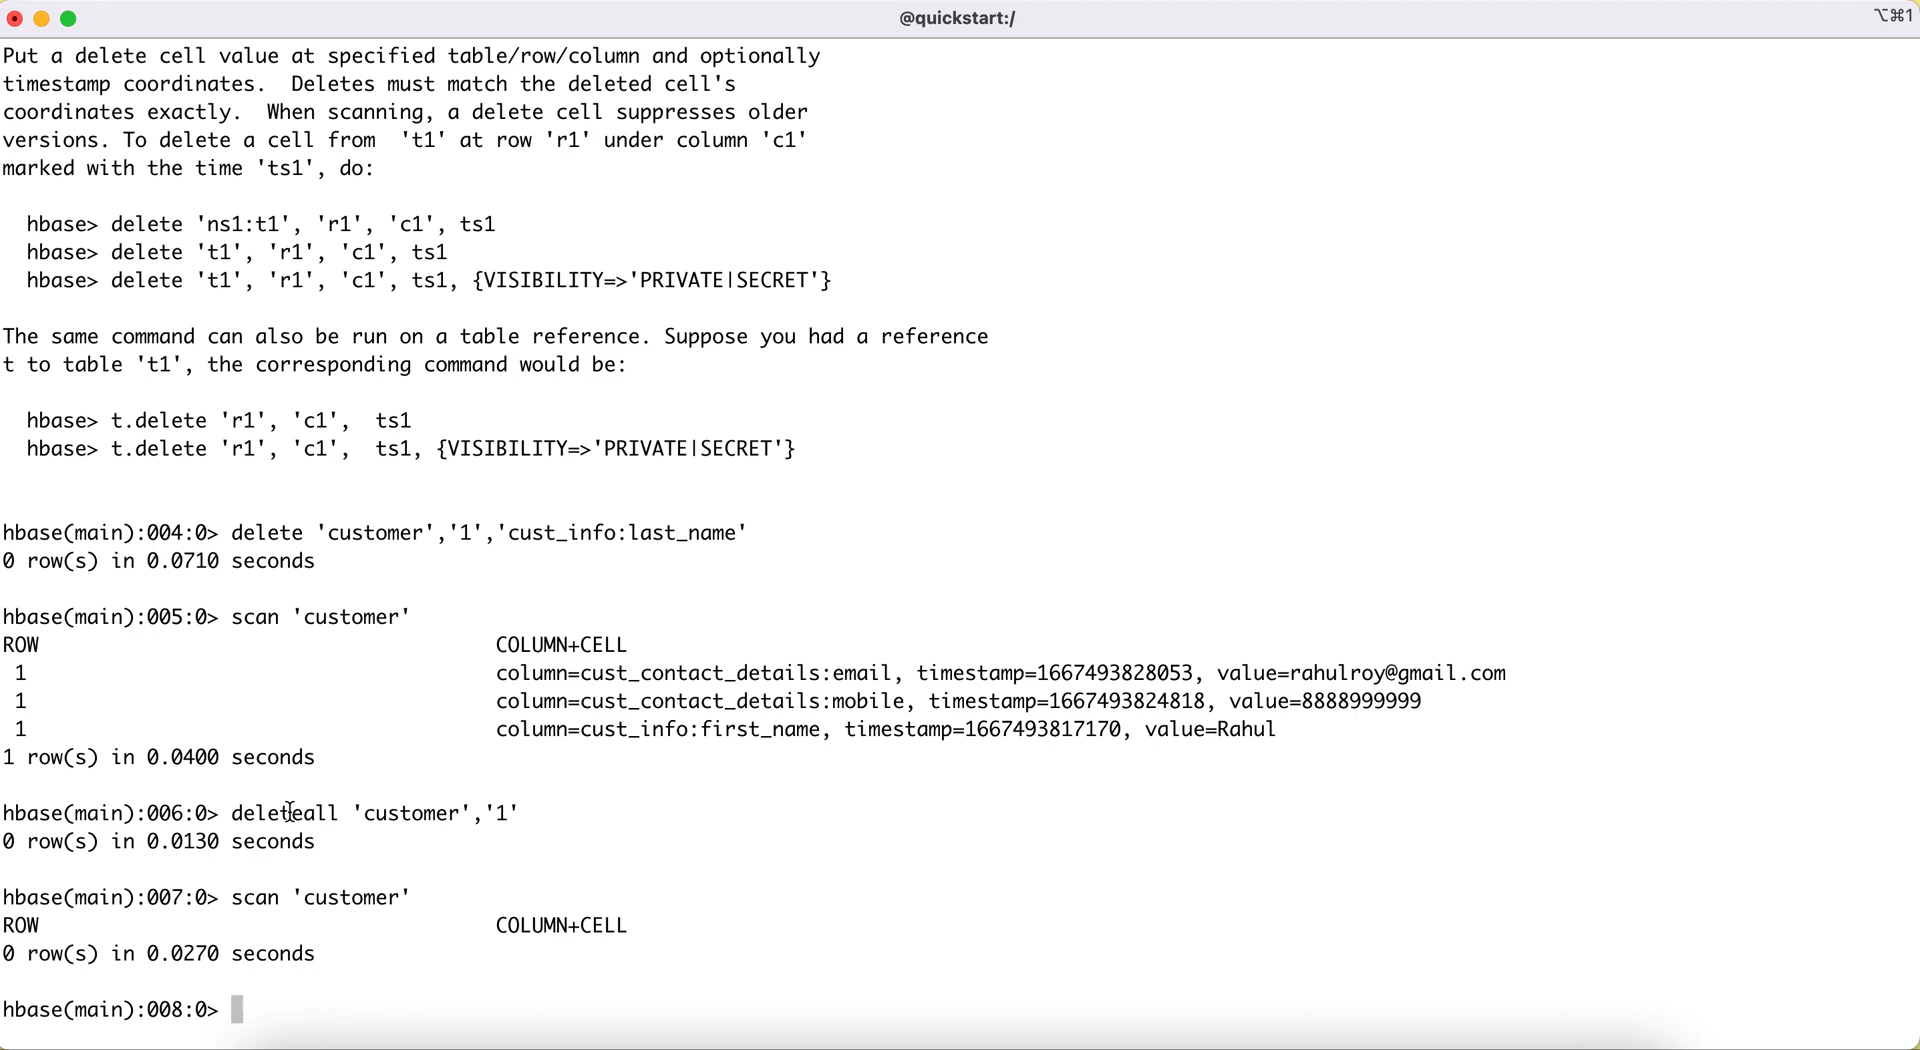 @quickstart:/
⌥⌘1
Put a delete cell value at specified table/row/column and optionally
timestamp coordinates.  Deletes must match the deleted cell's
coordinates exactly.  When scanning, a delete cell suppresses older
versions. To delete a cell from  't1' at row 'r1' under column 'c1'
marked with the time 'ts1', do:
hbase> delete 'ns1:t1', 'r1', 'c1', ts1
hbase> delete 't1', 'r1', 'c1', ts1
hbase> delete 't1', 'r1', 'c1', ts1, {VISIBILITY=>'PRIVATE|SECRET'}
The same command can also be run on a table reference. Suppose you had a reference
t to table 't1', the corresponding command would be:
hbase> t.delete 'r1', 'c1',  ts1
hbase> t.delete 'r1', 'c1',  ts1, {VISIBILITY=>'PRIVATE|SECRET'}
hbase(main):004:0> delete 'customer','1','cust_info:last_name'
0 row(s) in 0.0710 seconds
hbase(main):005:0> scan 'customer'
ROW COLUMN+CELL
1 column=cust_contact_details:email, timestamp=1667493828053, value=rahulroy@gmail.com
1 column=cust_contact_details:mobile, timestamp=1667493824818, value=8888999999
1 column=cust_info:first_name, timestamp=1667493817170, value=Rahul
1 row(s) in 0.0400 seconds
hbase(main):006:0> deleteall 'customer','1'
0 row(s) in 0.0130 seconds
hbase(main):007:0> scan 'customer'
ROW COLUMN+CELL
0 row(s) in 0.0270 seconds
hbase(main):008:0>